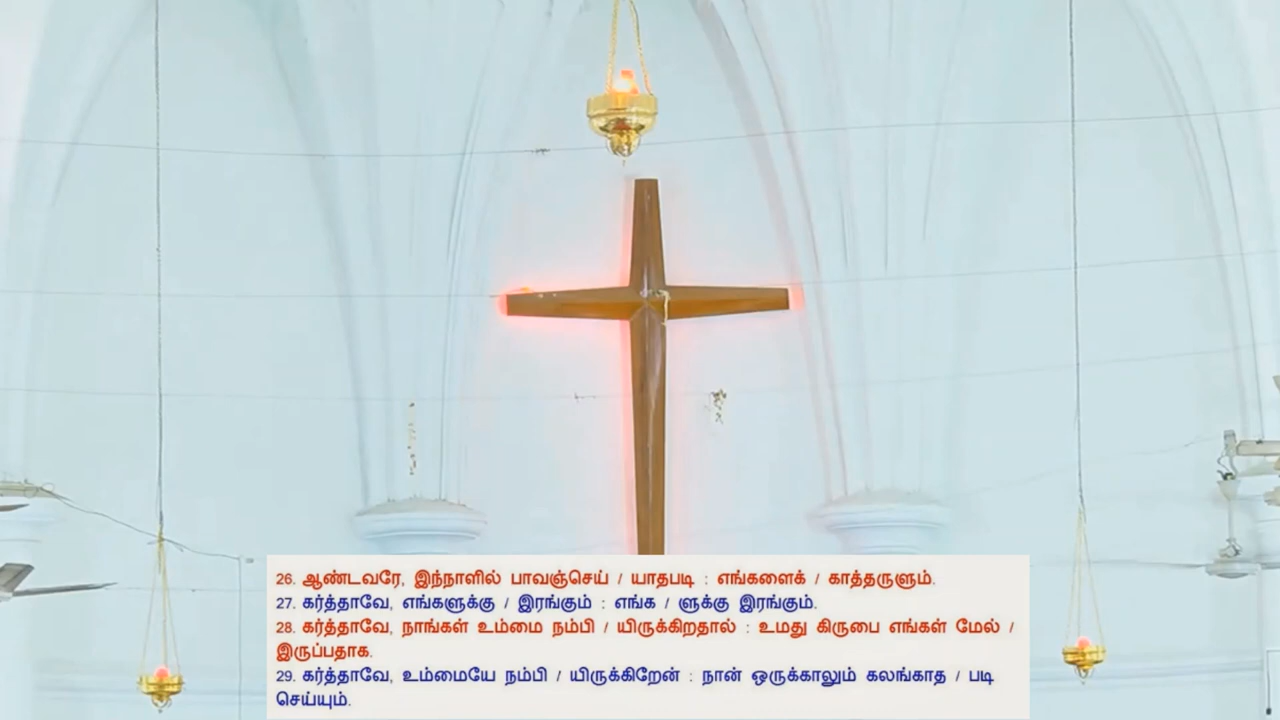 26. ஆண்டவரே, இந்நாளில் பாவஞ்செய் / யாதபடி : எங்களைக் / காத்தருளும்.
27. கர்த்தாவே, எங்களுக்கு / இரங்கும் : எங்க / ளுக்கு இரங்கும்.
28. கர்த்தாவே, நாங்கள் உம்மை நம்பி / யிருக்கிறதால் : உமது கிருபை எங்கள் மேல் /
இருப்பதாக.
29. கர்த்தாவே, உம்மையே நம்பி / யிருக்கிறேன் : நான் ஒருக்காலும் கலங்காத / படி
செய்யும்.